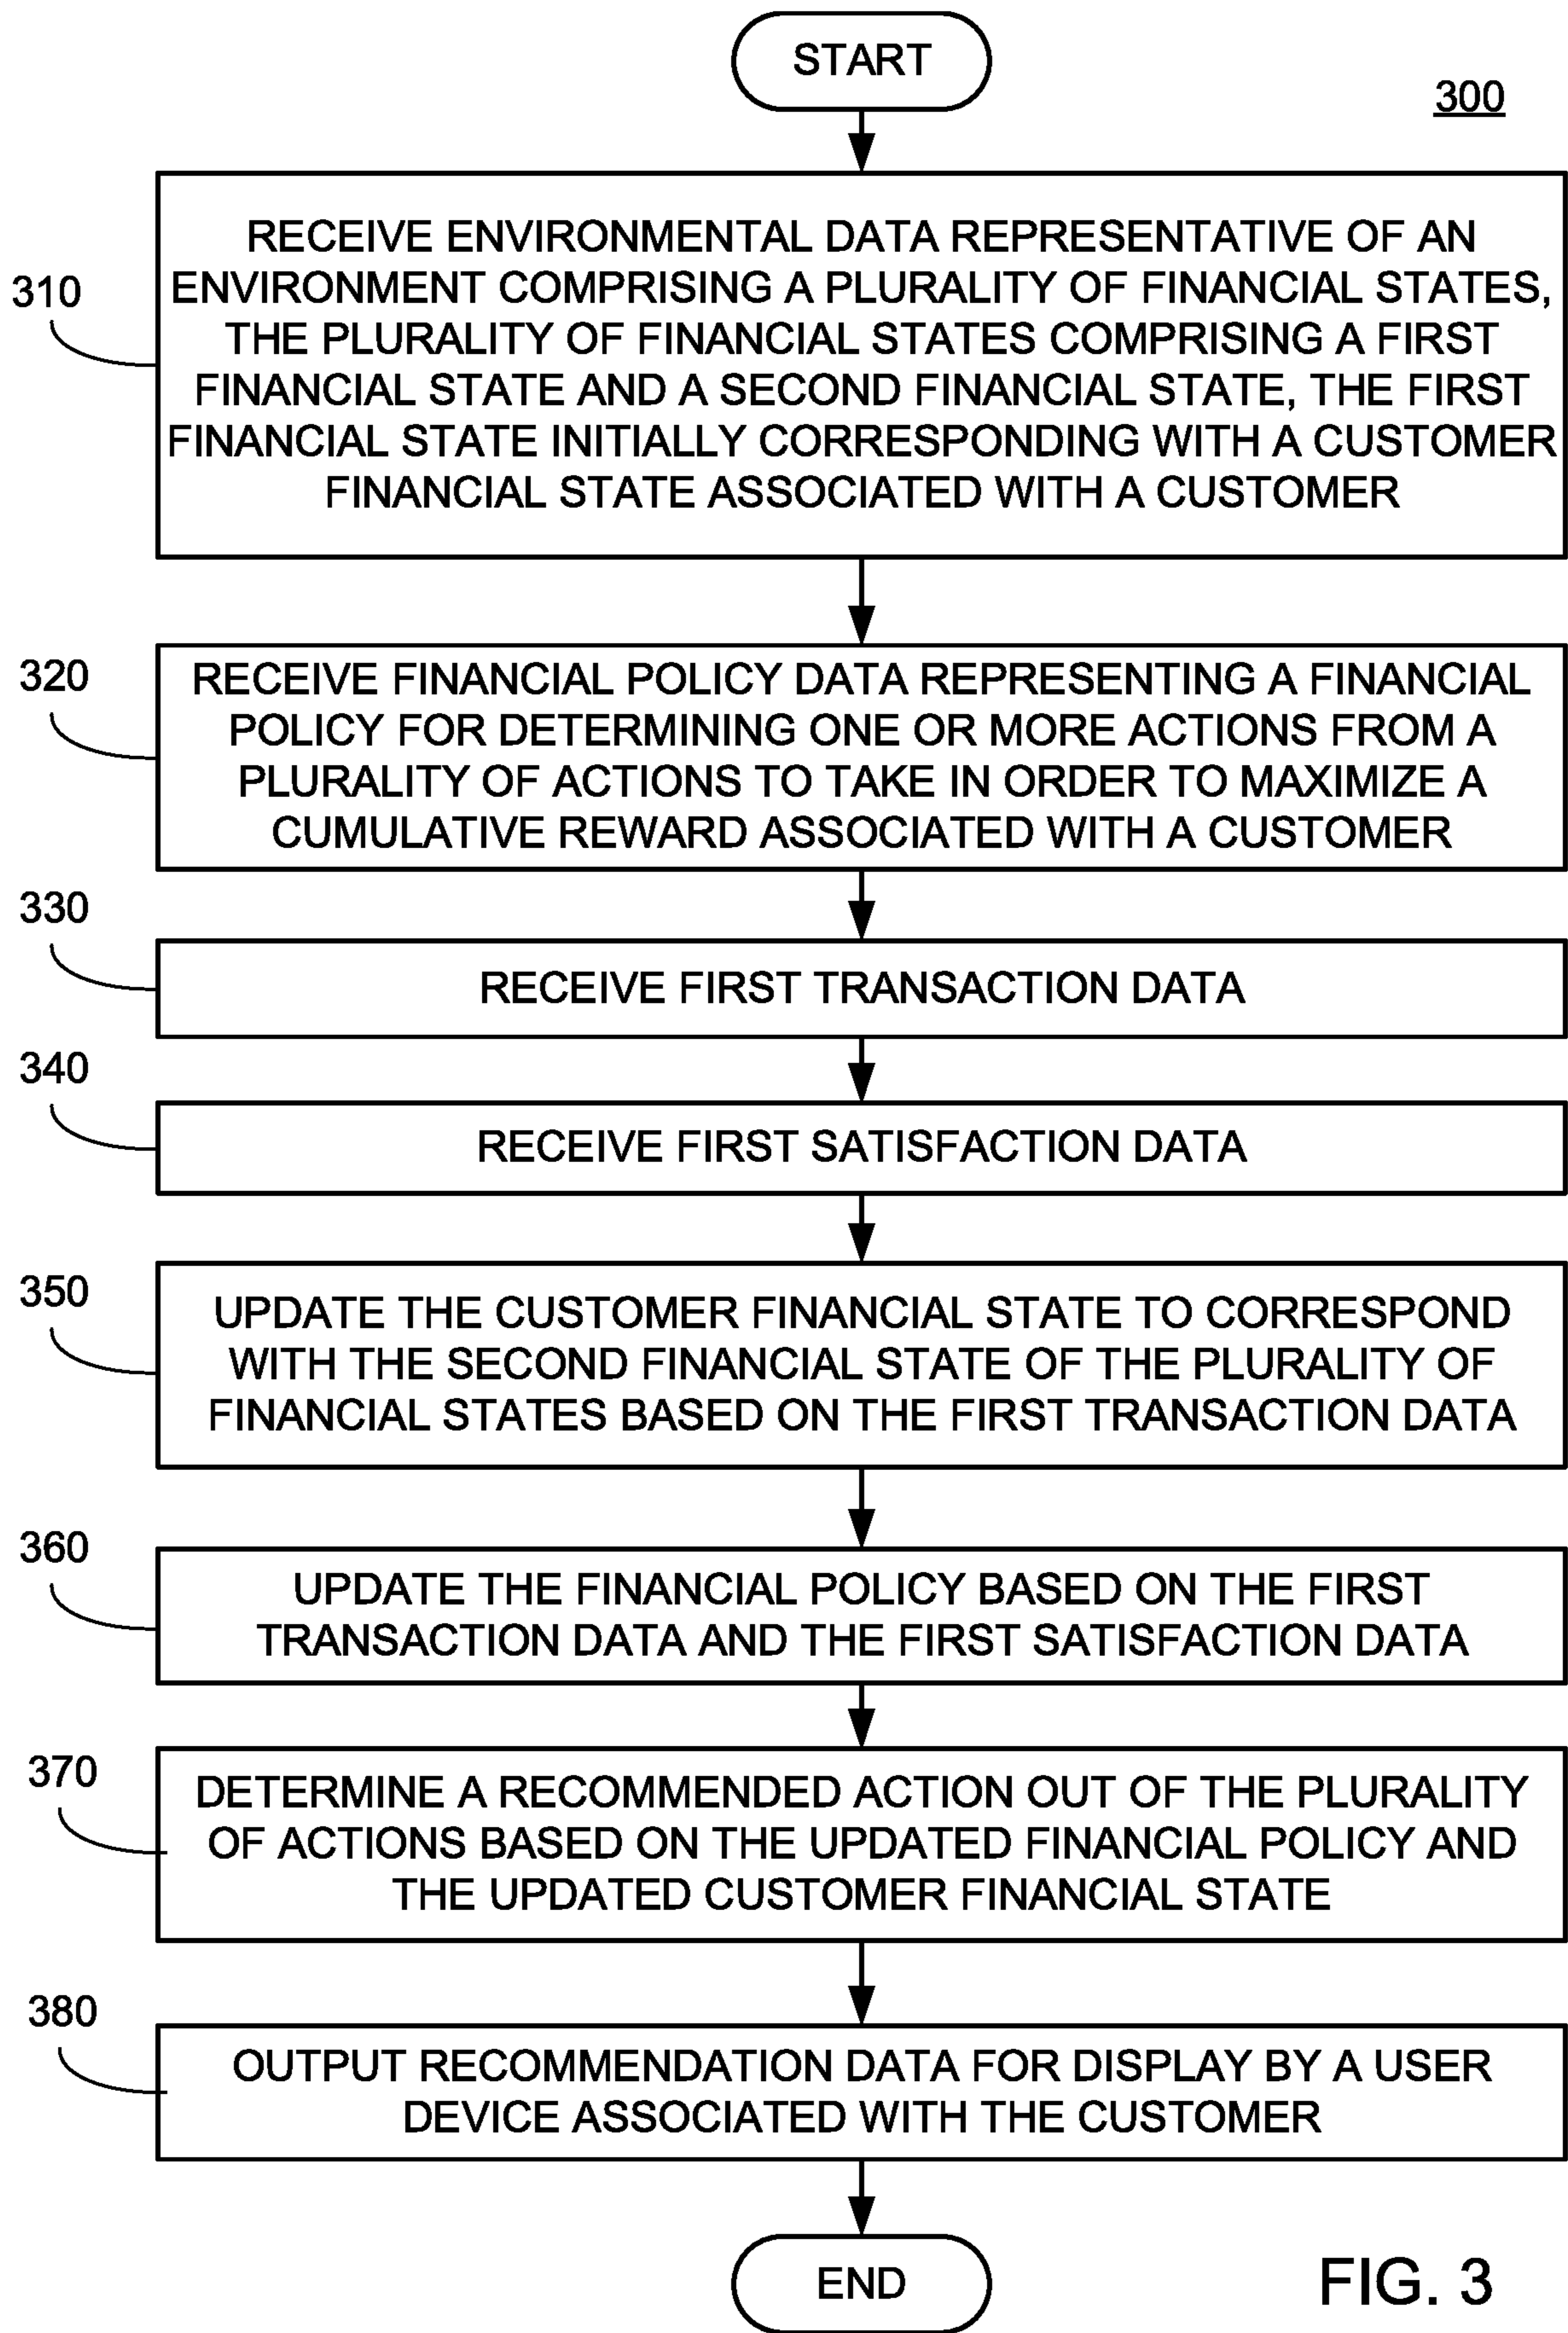 START
300
310
RECEIVE ENVIRONMENTAL DATA REPRESENTATIVE OF AN
ENVIRONMENT COMPRISING A PLURALITY OF FINANCIAL STATES,
THE PLURALITY OF FINANCIAL STATES COMPRISING A FIRST
FINANCIAL STATE AND A SECOND FINANCIAL STATE, THE FIRST
FINANCIAL STATE INITIALLY CORRESPONDING WITH A CUSTOMER
FINANCIAL STATE ASSOCIATED WITH A CUSTOMER
320
RECEIVE FINANCIAL POLICY DATA REPRESENTING A FINANCIAL
POLICY FOR DETERMINING ONE OR MORE ACTIONS FROM A
PLURALITY OF ACTIONS TO TAKE IN ORDER TO MAXIMIZE A
CUMULATIVE REWARD ASSOCIATED WITH A CUSTOMER
330
RECEIVE FIRST TRANSACTION DATA
340
RECEIVE FIRST SATISFACTION DATA
350
UPDATE THE CUSTOMER FINANCIAL STATE TO CORRESPOND
WITH THE SECOND FINANCIAL STATE OF THE PLURALITY OF
FINANCIAL STATES BASED ON THE FIRST TRANSACTION DATA
360
UPDATE THE FINANCIAL POLICY BASED ON THE FIRST
TRANSACTION DATA AND THE FIRST SATISFACTION DATA
370
DETERMINE A RECOMMENDED ACTION OUT OF THE PLURALITY
OF ACTIONS BASED ON THE UPDATED FINANCIAL POLICY AND
THE UPDATED CUSTOMER FINANCIAL STATE
380
OUTPUT RECOMMENDATION DATA FOR DISPLAY BY A USER
DEVICE ASSOCIATED WITH THE CUSTOMER
END
FIG. 3